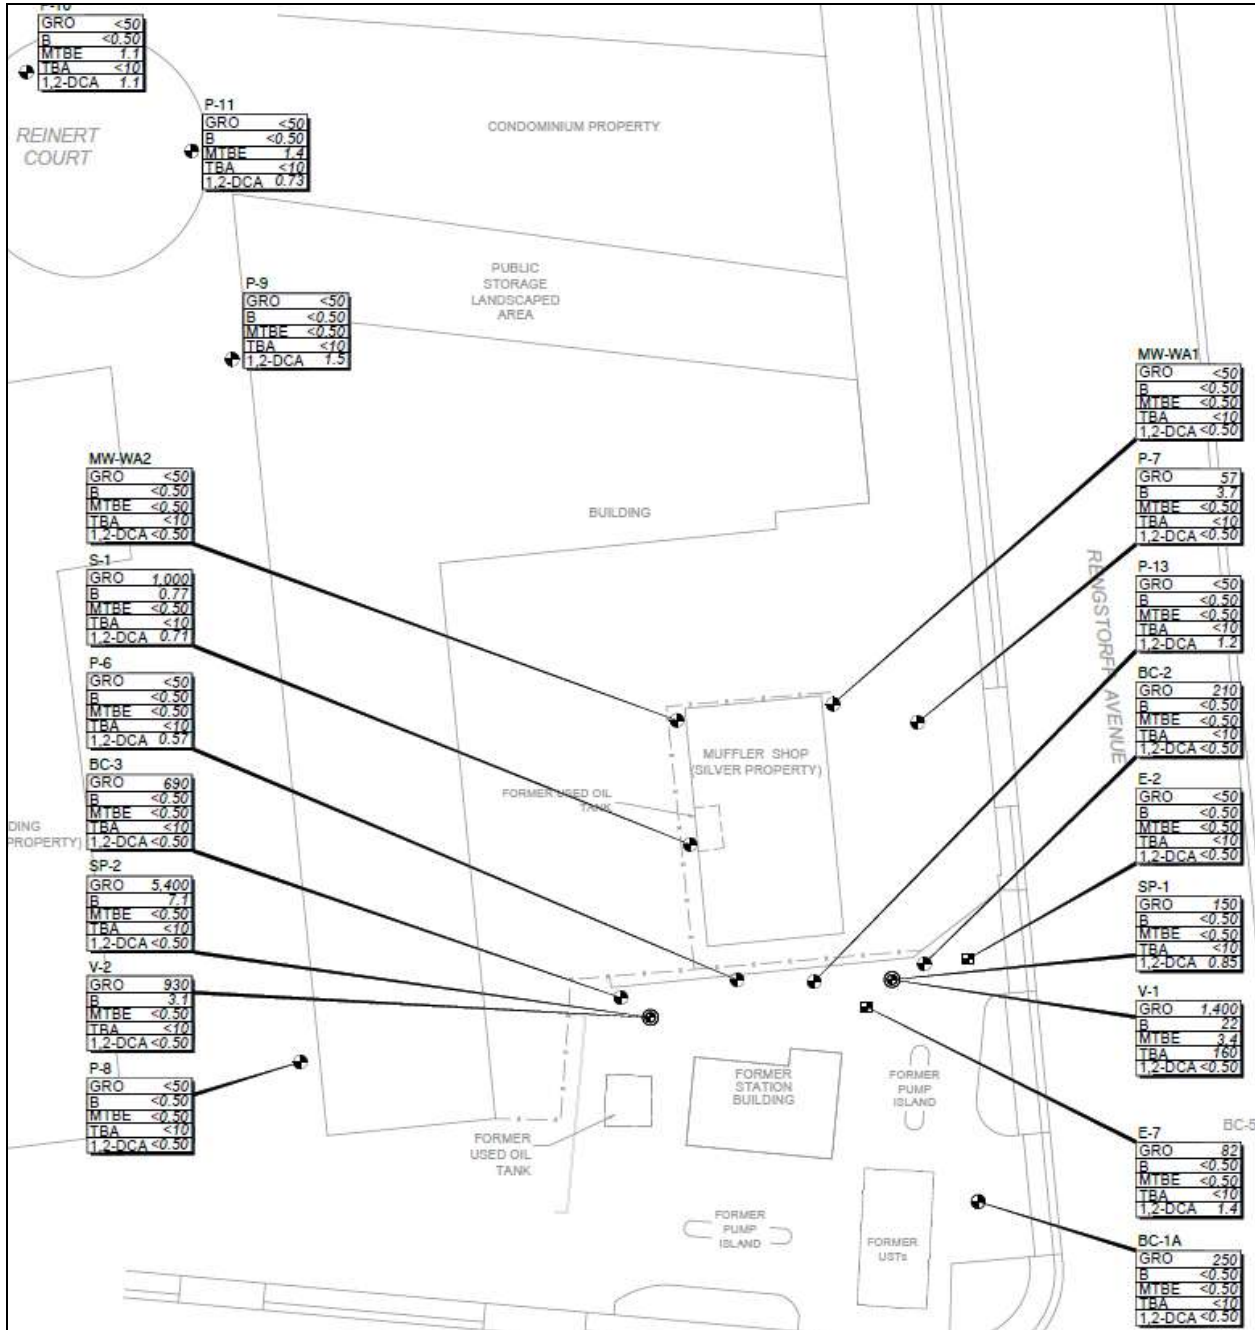 P-10
GRO <50
B <0.50
MTBE 1.1
TBA <10
1,2-DCA 1.1
REINERT
COURT
P-11
GRO <50
B <0.50
MTBE 1.4
TBA <10
1,2-DCA 0.73
CONDOMINIUM PROPERTY
PUBLIC
STORAGE
LANDSCAPED
AREA
P-9
GRO <50
B <0.50
MTBE <0.50
TBA <10
1,2-DCA 1.5
BUILDING
MW-WA2
GRO <50
B <0.50
MTBE <0.50
TBA <10
1,2-DCA <0.50
S-1
GRO 1,000
B 0.77
MTBE <0.50
TBA <10
1,2-DCA 0.71
P-6
GRO <50
B <0.50
MTBE <0.50
TBA <10
1,2-DCA 0.57
BC-3
GRO 690
B <0.50
MTBE <0.50
TBA <10
1,2-DCA <0.50
DING
PROPERTY)
SP-2
GRO 5,400
B 7.1
MTBE <0.50
TBA <10
1,2-DCA <0.50
V-2
GRO 930
B 3.1
MTBE <0.50
TBA <10
1,2-DCA <0.50
P-8
GRO <50
B <0.50
MTBE <0.50
TBA <10
1,2-DCA <0.50
MUFFLER SHOP
(SILVER PROPERTY)
FORMER USED OIL
TANK
FORMER
STATION
BUILDING
FORMER
PUMP
ISLAND
FORMER
USED OIL
TANK
FORMER
PUMP
ISLAND
FORMER
USTs
RENGSTORFF AVENUE
MW-WA1
GRO <50
B <0.50
MTBE <0.50
TBA <10
1,2-DCA <0.50
P-7
GRO 57
B 3.7
MTBE <0.50
TBA <10
1,2-DCA <0.50
P-13
GRO <50
B <0.50
MTBE <0.50
TBA <10
1,2-DCA 1.2
BC-2
GRO 210
B <0.50
MTBE <0.50
TBA <10
1,2-DCA <0.50
E-2
GRO <50
B <0.50
MTBE <0.50
TBA <10
1,2-DCA <0.50
SP-1
GRO 150
B <0.50
MTBE <0.50
TBA <10
1,2-DCA 0.85
V-1
GRO 1,400
B 22
MTBE 3.4
TBA 160
1,2-DCA <0.50
BC-5
E-7
GRO 82
B <0.50
MTBE <0.50
TBA <10
1,2-DCA 1.4
BC-1A
GRO 250
B <0.50
MTBE <0.50
TBA <10
1,2-DCA <0.50